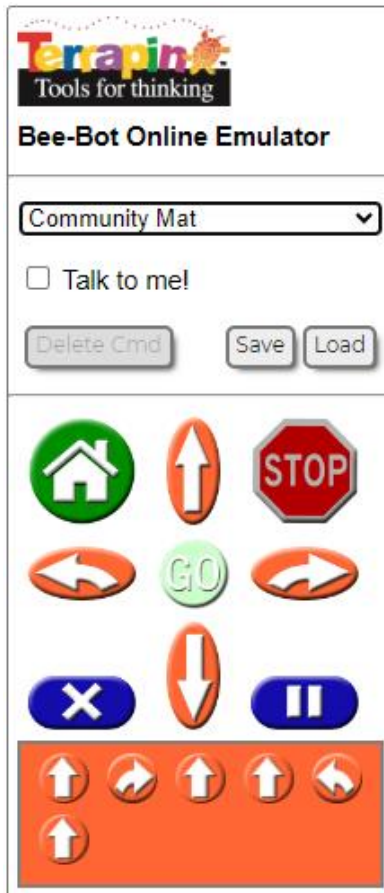 Terrapin
Tools for thinking
Bee-Bot Online Emulator
Community Mat
Talk to me!
Delete Cmd Save Load
STOP
GO